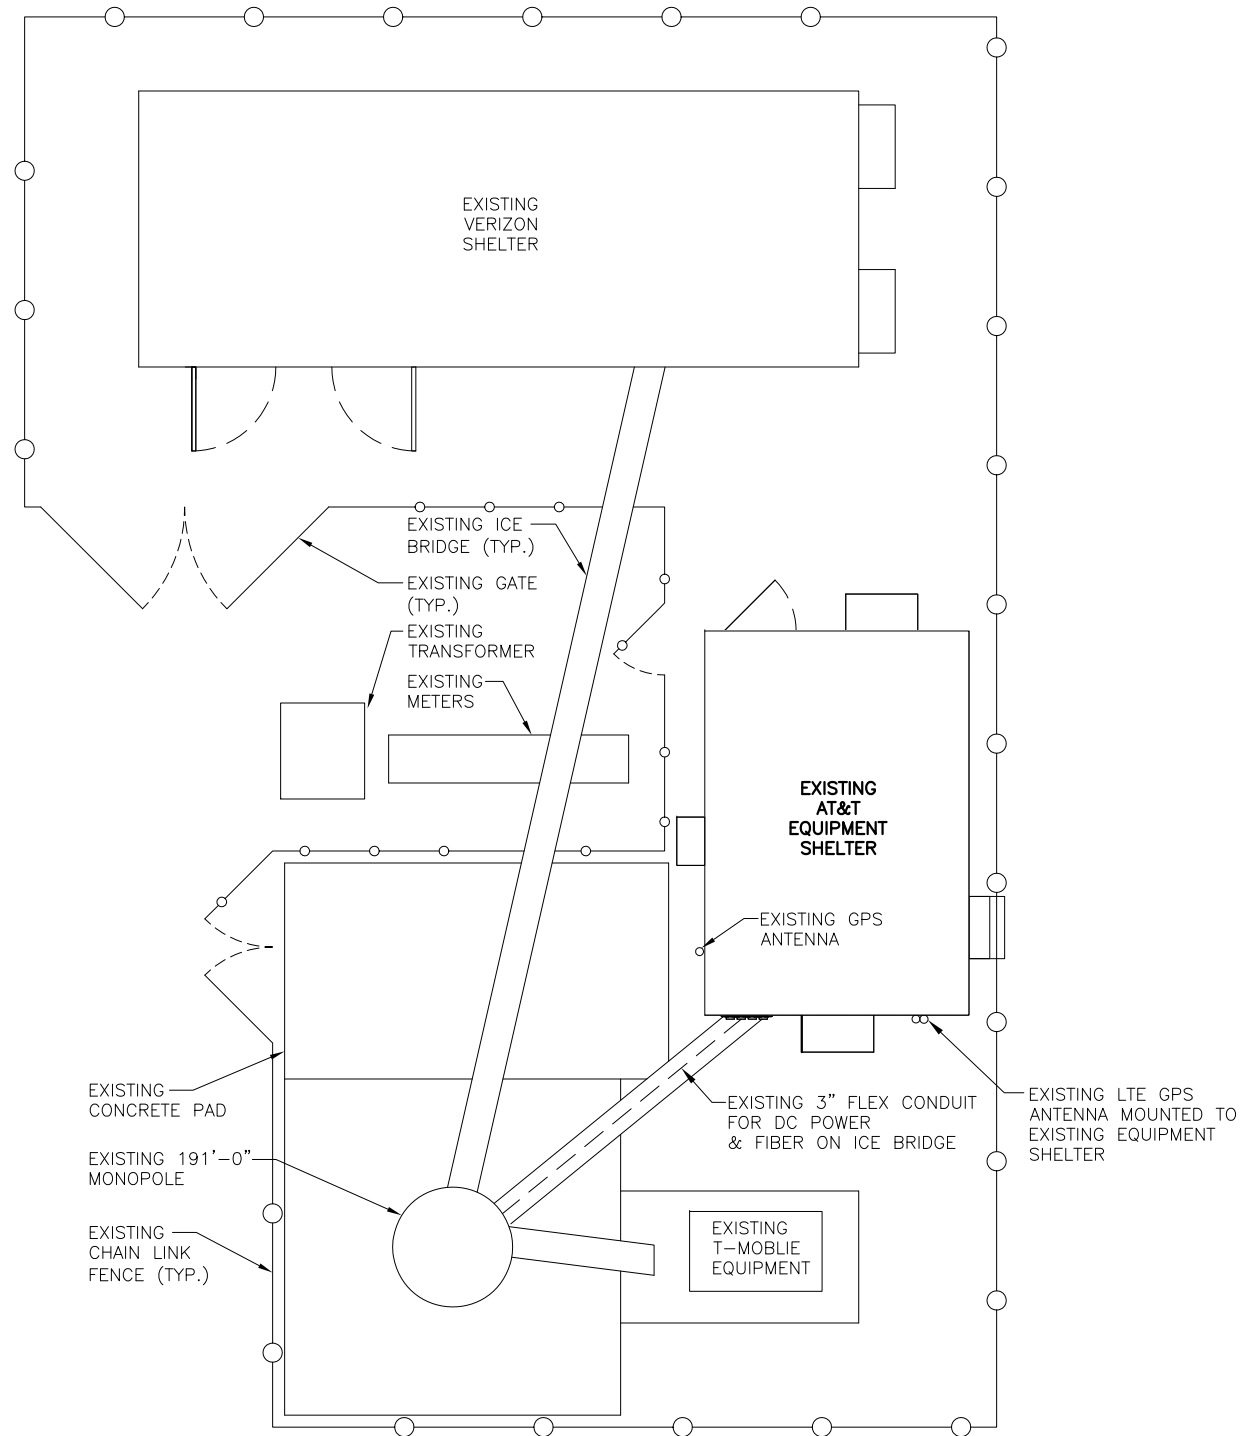 EXISTING
VERIZON
SHELTER
EXISTING ICE
BRIDGE (TYP.)
EXISTING GATE
(TYP.)
EXISTING
TRANSFORMER
EXISTING
METERS
EXISTING
AT&T
EQUIPMENT
SHELTER
EXISTING GPS
ANTENNA
EXISTING
CONCRETE PAD
EXISTING 3" FLEX CONDUIT
FOR DC POWER
& FIBER ON ICE BRIDGE
EXISTING LTE GPS
ANTENNA MOUNTED TO
EXISTING EQUIPMENT
SHELTER
EXISTING 191'-0"
MONOPOLE
EXISTING
CHAIN LINK
FENCE (TYP.)
EXISTING
T-MOBLIE
EQUIPMENT